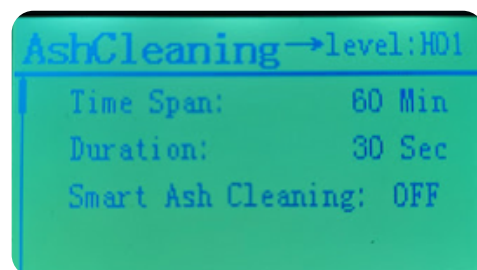 AshCleaning→level:H01
Time Span: 60 Min
Duration: 30 Sec
Smart Ash Cleaning: OFF